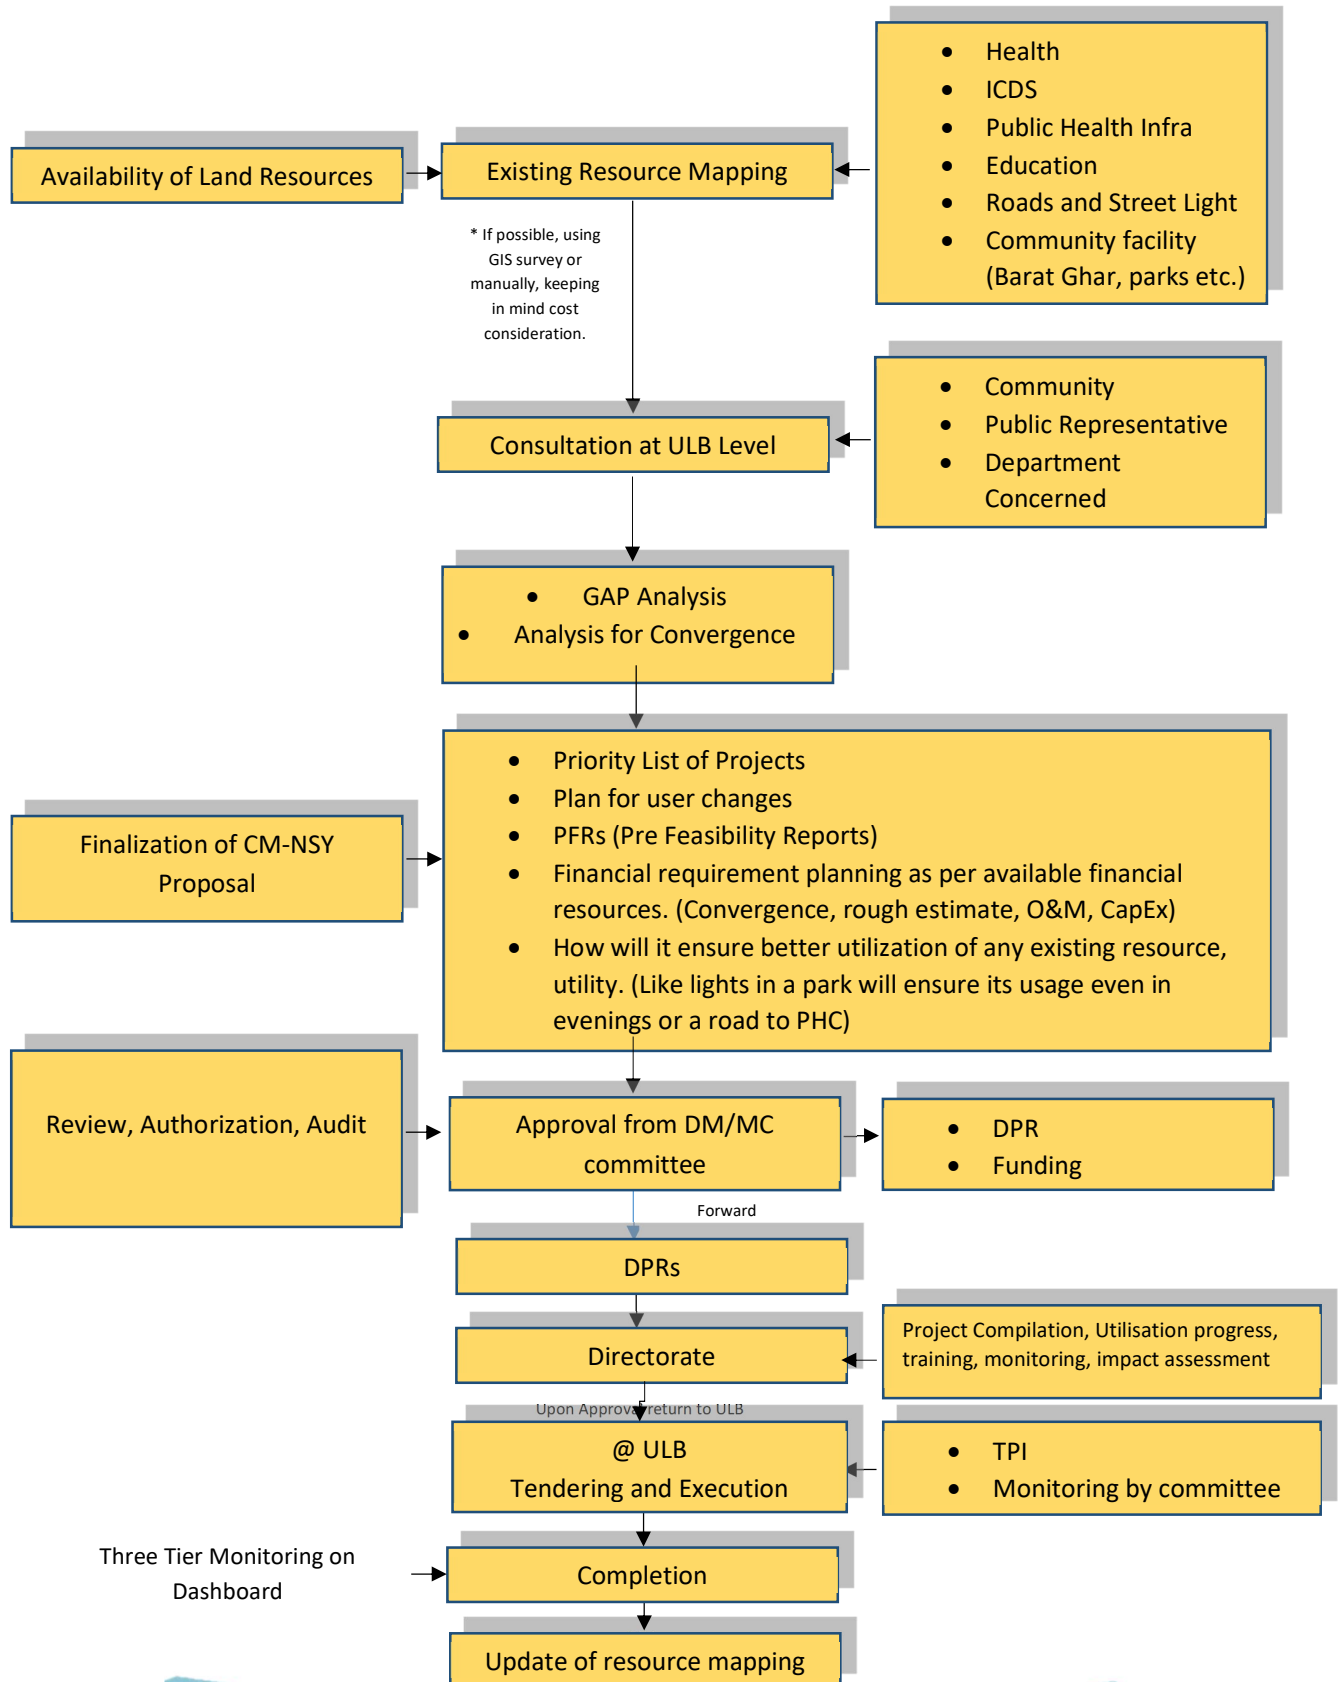 • Health
• ICDS
• Public Health Infra
• Education
• Roads and Street Light
• Community facility
(Barat Ghar, parks etc.)
Availability of Land Resources
Existing Resource Mapping
* If possible, using
GIS survey or
manually, keeping
in mind cost
consideration.
• Community
• Public Representative
• Department
Concerned
Consultation at ULB Level
• GAP Analysis
• Analysis for Convergence
• Priority List of Projects
• Plan for user changes
• PFRs (Pre Feasibility Reports)
• Financial requirement planning as per available financial
resources. (Convergence, rough estimate, O&M, CapEx)
• How will it ensure better utilization of any existing resource,
utility. (Like lights in a park will ensure its usage even in
evenings or a road to PHC)
Finalization of CM-NSY
Proposal
Review, Authorization, Audit
Approval from DM/MC
committee
• DPR
• Funding
Forward
DPRs
Directorate
Project Compilation, Utilisation progress,
training, monitoring, impact assessment
Upon Approval return to ULB
@ ULB
Tendering and Execution
• TPI
• Monitoring by committee
Three Tier Monitoring on
Dashboard
Completion
Update of resource mapping